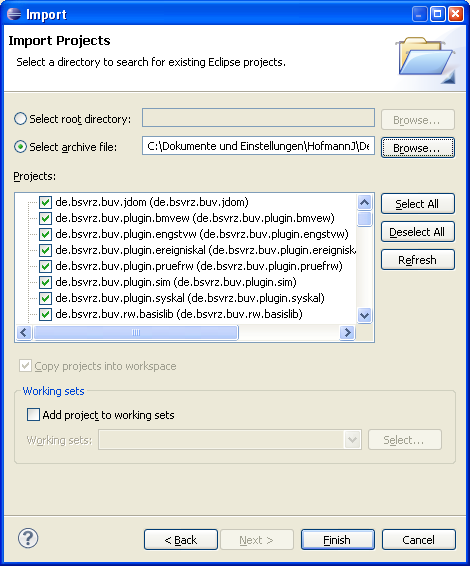 Import
Import Projects
Select a directory to search for existing Eclipse projects.
Select root directory:
Browse...
Select archive file:
C:\Dokumente und Einstellungen\HofmannJ\De
Browse...
Projects:
de.bsvrz.buv.jdom (de.bsvrz.buv.jdom)
de.bsvrz.buv.plugin.bmvew (de.bsvrz.buv.plugin.bmvew)
de.bsvrz.buv.plugin.engstvw (de.bsvrz.buv.plugin.engstvw)
de.bsvrz.buv.plugin.ereigniskal (de.bsvrz.buv.plugin.ereignisk
de.bsvrz.buv.plugin.pruefrw (de.bsvrz.buv.plugin.pruefrw)
de.bsvrz.buv.plugin.sim (de.bsvrz.buv.plugin.sim)
de.bsvrz.buv.plugin.syskal (de.bsvrz.buv.plugin.syskal)
de.bsvrz.buv.rw.basislib (de.bsvrz.buv.rw.basislib)
Select All
Deselect All
Refresh
Copy projects into workspace
Working sets
Add project to working sets
Working sets:
Select...
?
< Back
Next >
Finish
Cancel